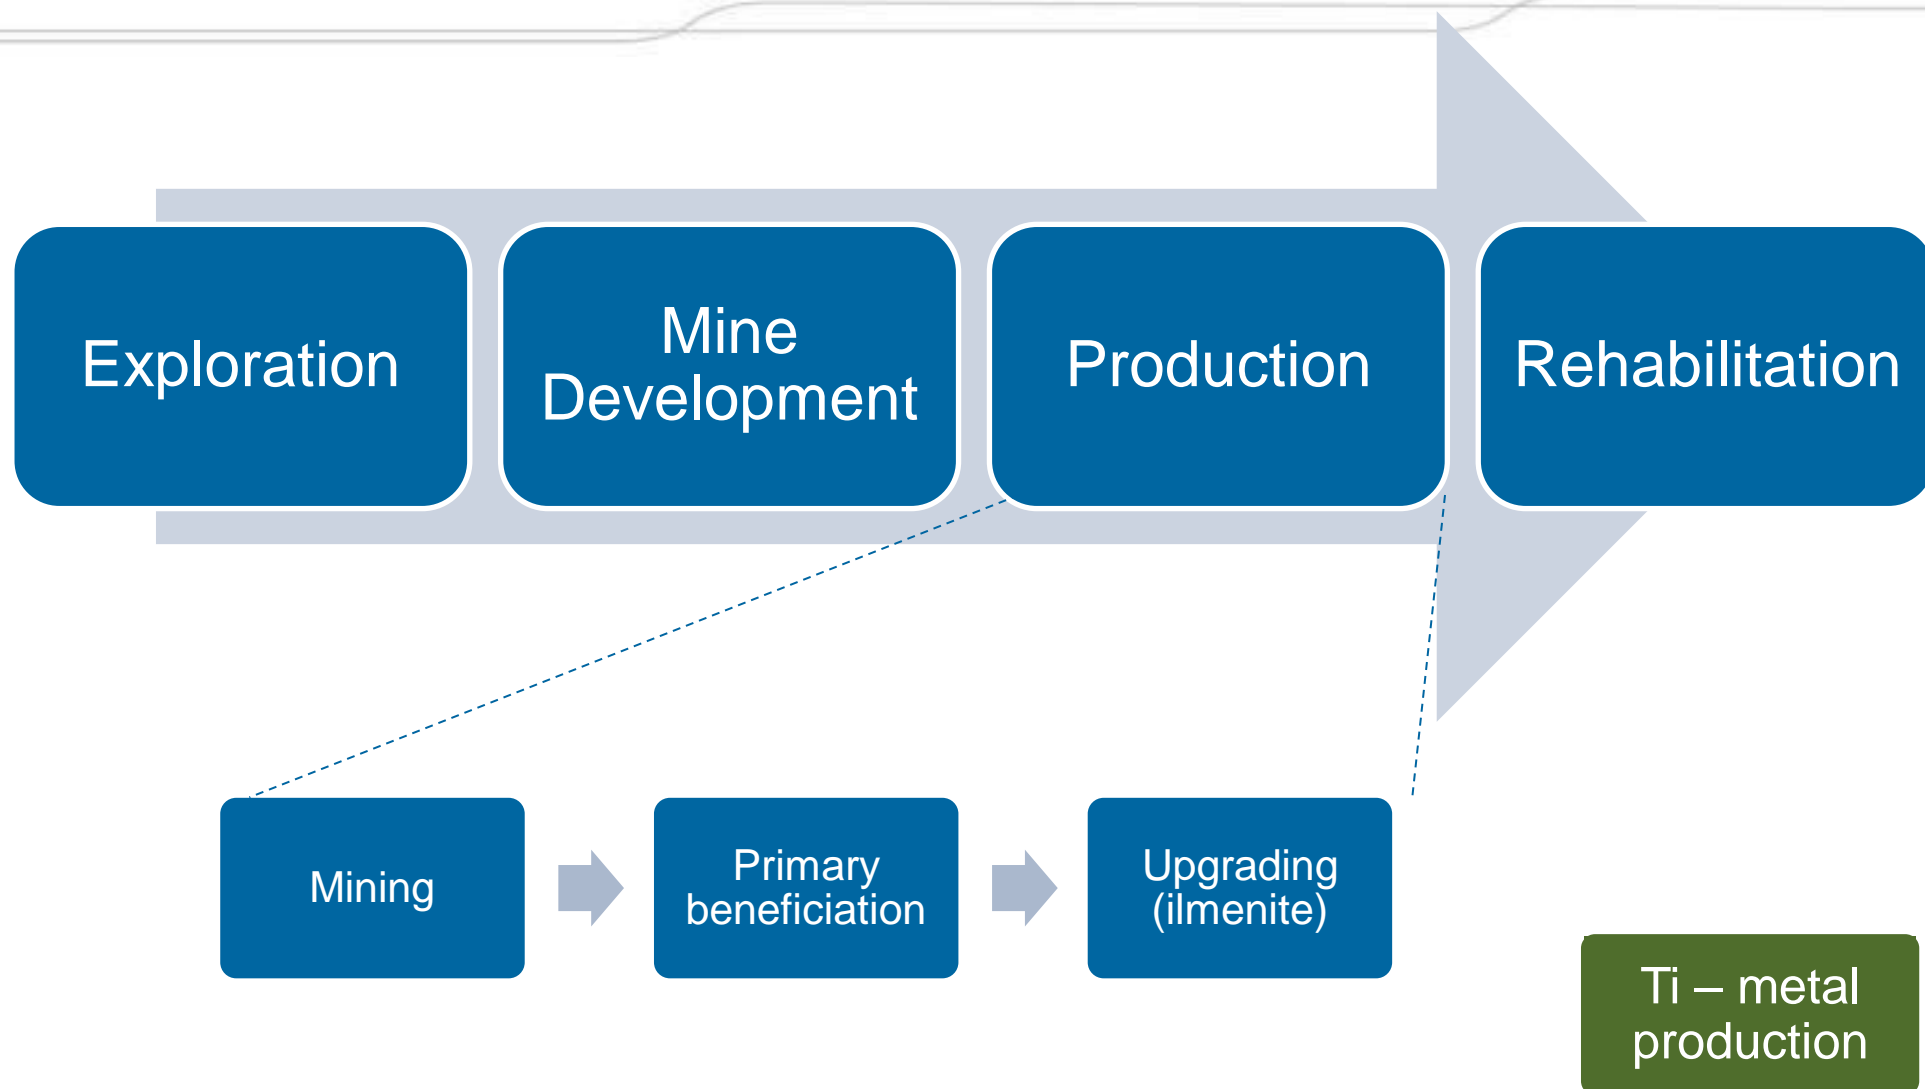 Exploration
Mine
Development
Production
Rehabilitation
Mining
Primary
beneficiation
Upgrading
(ilmenite)
Ti – metal
production